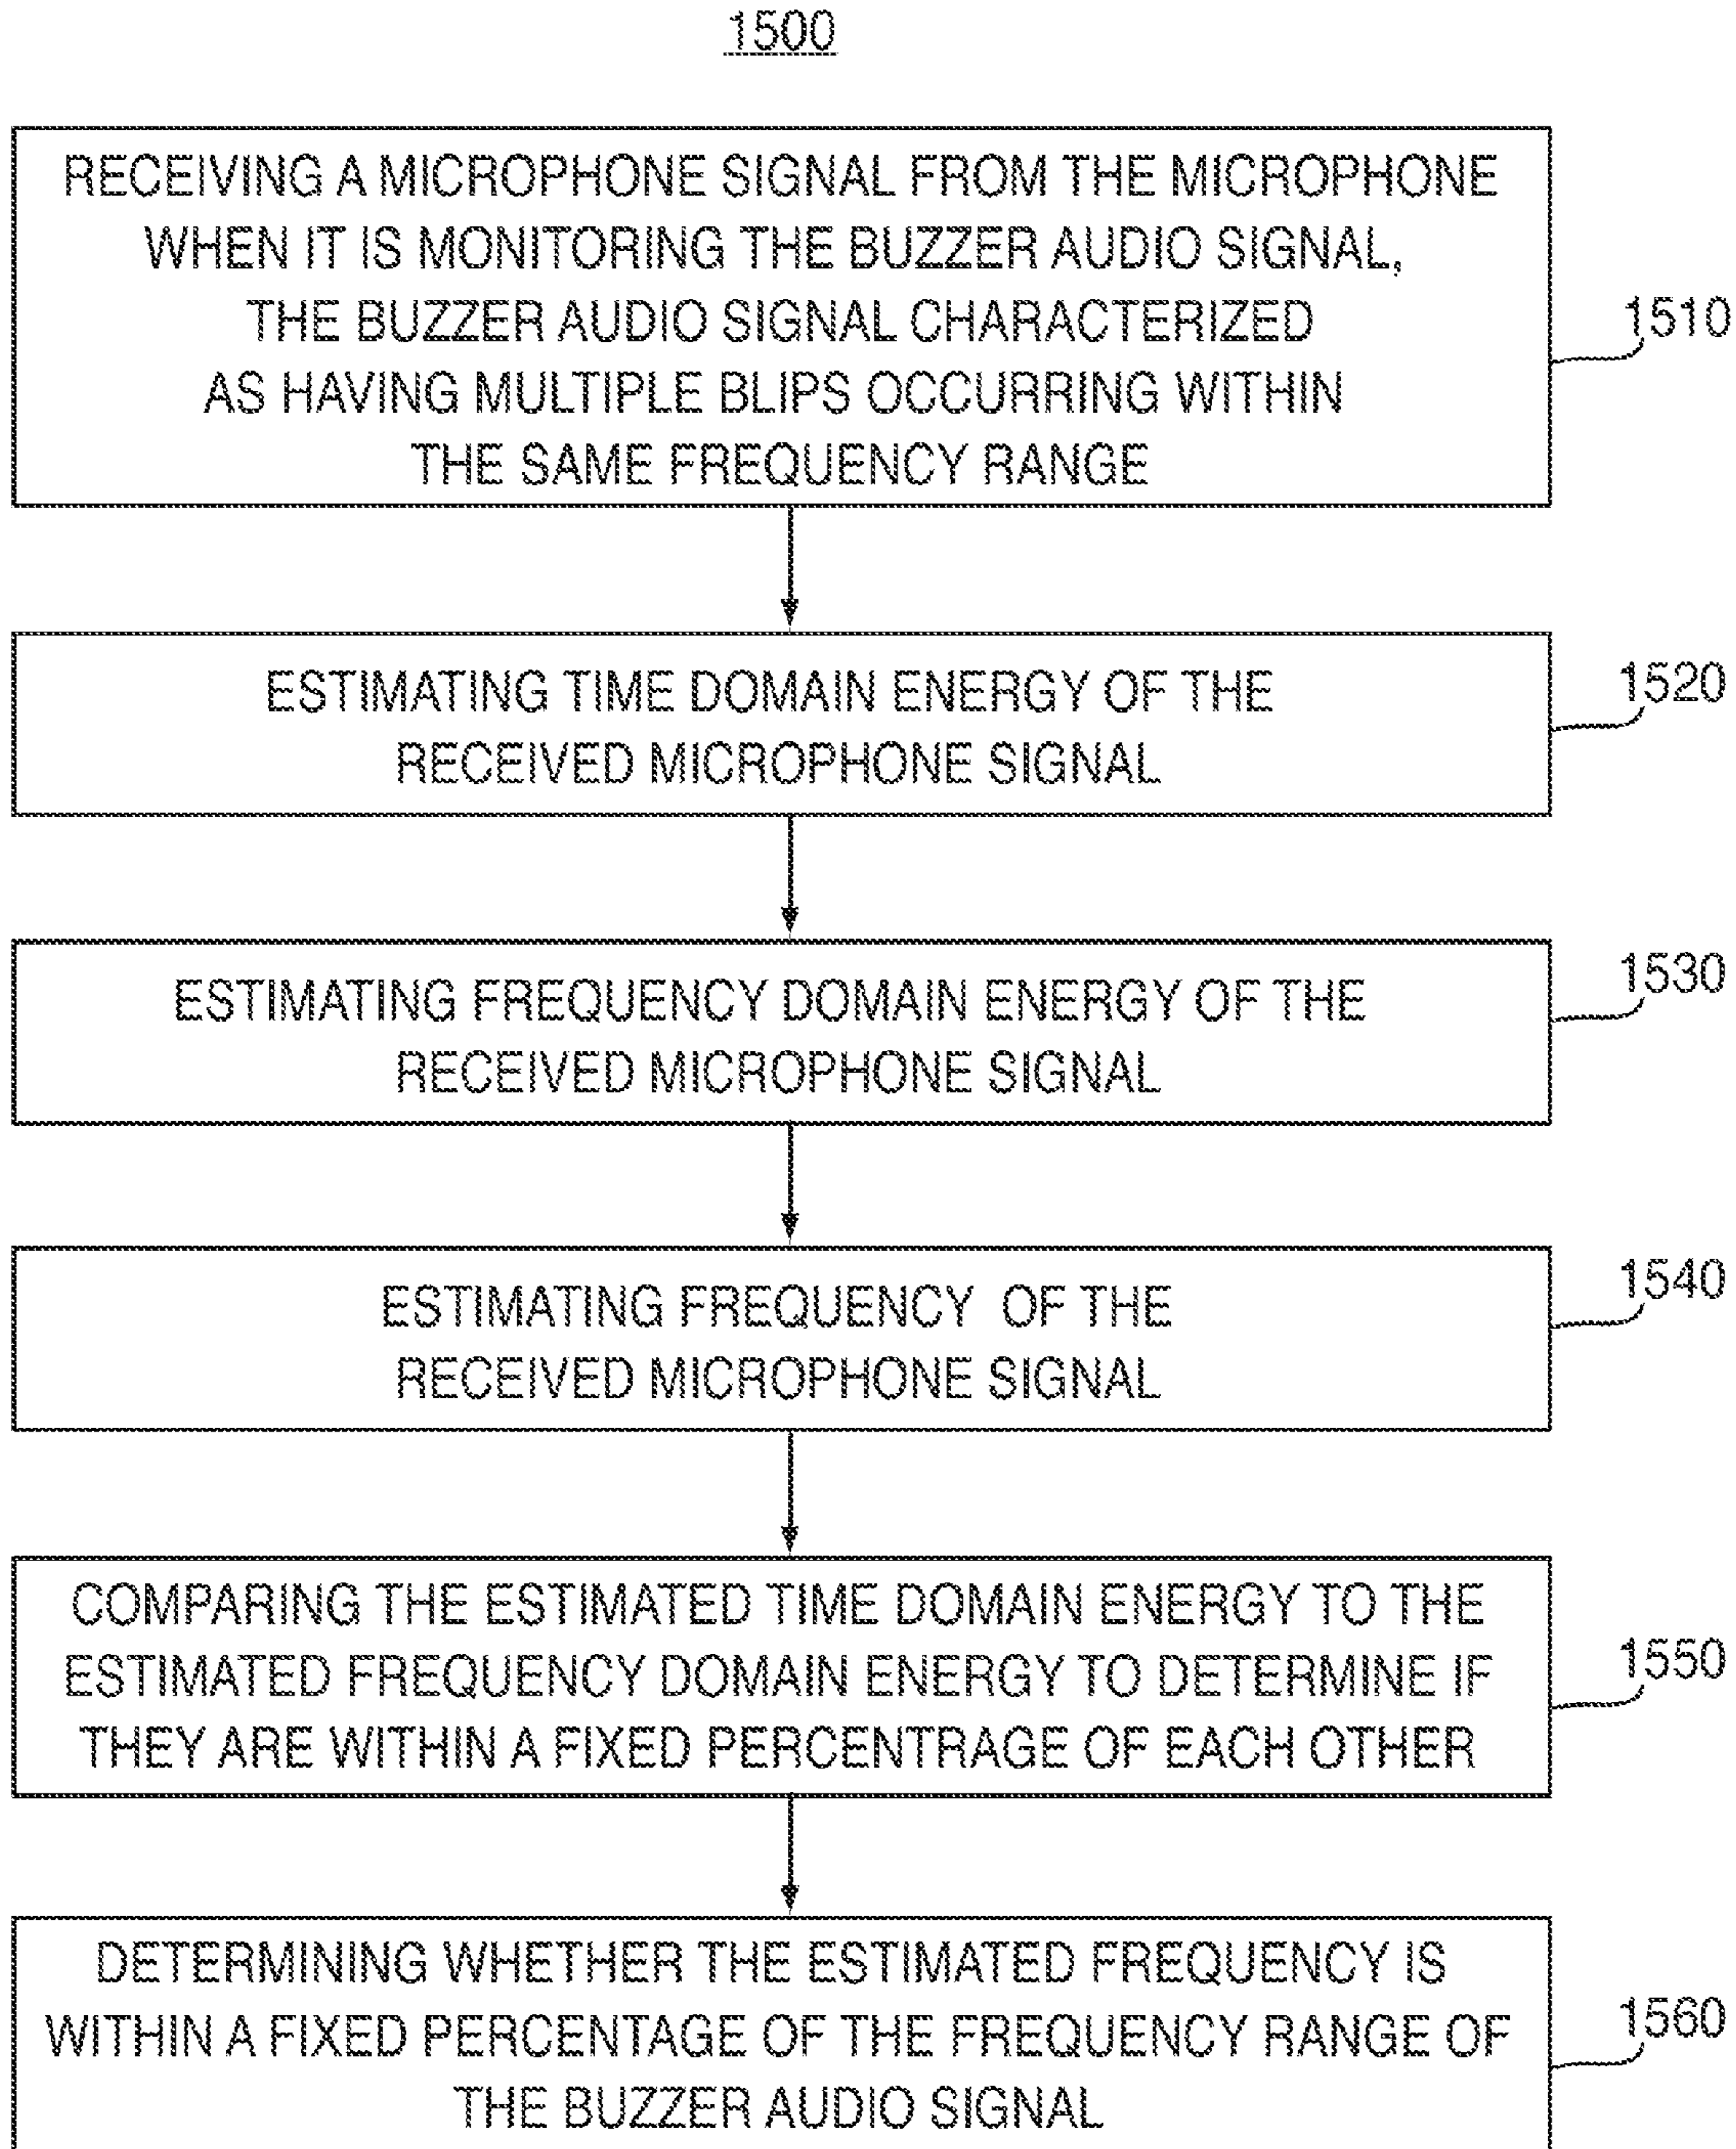 1500
RECEIVING A MICROPHONE SIGNAL FROM THE MICROPHONE
WHEN IT IS MONITORING THE BUZZER AUDIO SIGNAL,
THE BUZZER AUDIO SIGNAL CHARACTERIZED
AS HAVING MULTIPLE BLIPS OCCURRING WITHIN
THE SAME FREQUENCY RANGE
1510
ESTIMATING TIME DOMAIN ENERGY OF THE
RECEIVED MICROPHONE SIGNAL
1520
ESTIMATING FREQUENCY DOMAIN ENERGY OF THE
RECEIVED MICROPHONE SIGNAL
1530
ESTIMATING FREQUENCY OF THE
RECEIVED MICROPHONE SIGNAL
1540
COMPARING THE ESTIMATED TIME DOMAIN ENERGY TO THE
ESTIMATED FREQUENCY DOMAIN ENERGY TO DETERMINE IF
THEY ARE WITHIN A FIXED PERCENTRAGE OF EACH OTHER
1550
DETERMINING WHETHER THE ESTIMATED FREQUENCY IS
WITHIN A FIXED PERCENTAGE OF THE FREQUENCY RANGE OF
THE BUZZER AUDIO SIGNAL
1560